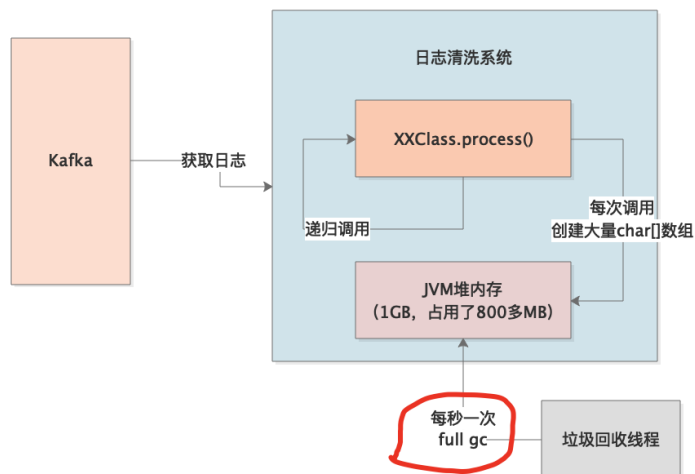 日志清洗系统
XXClass.process()
Kafka
获取日志
每次调用
创建大量char[]数组
递归调用
JVM堆内存
（1GB，占用了800多MB）
每秒一次
full gc
垃圾回收线程